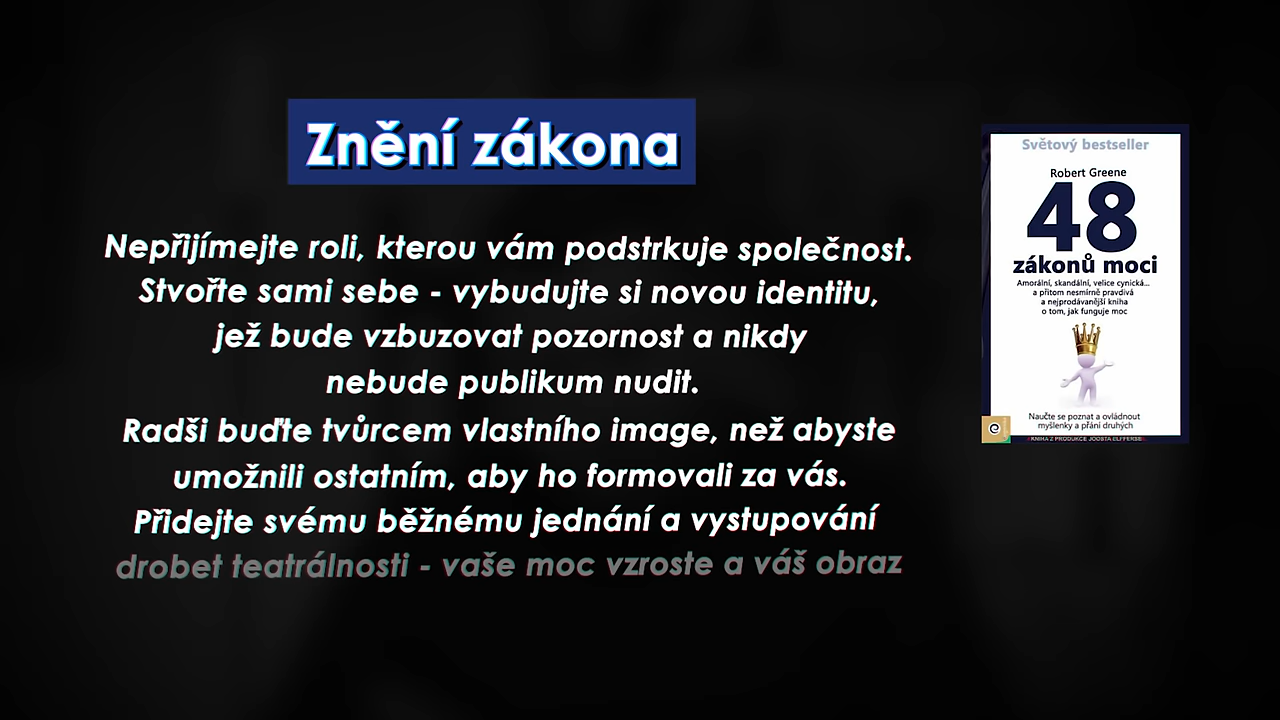 Znění zákona
Nepřijímejte roli, kterou vám podstrkuje společnost.
Stvořte sami sebe - vybudujte si novou identitu,
jež bude vzbuzovat pozornost a nikdy
nebude publikum nudit.
Radši buďte tvůrcem vlastního image, než abyste
umožnili ostatním, aby ho formovali za vás.
Přidejte svému běžnému jednání a vystupování
drobet teatrálnosti - vaše moc vzroste a váš obraz
Světový bestseller
Robert Greene
48
zákonů moci
Amorální, skandální, velice cynická...
a přitom nesmírně pravdivá
a nejprodávanější kniha
o tom, jak funguje moc
Naučte se poznat a ovládnout
myšlenky a přání druhých
e
KNIHA Z PRODUKCE JOOSTA ELFFERSE